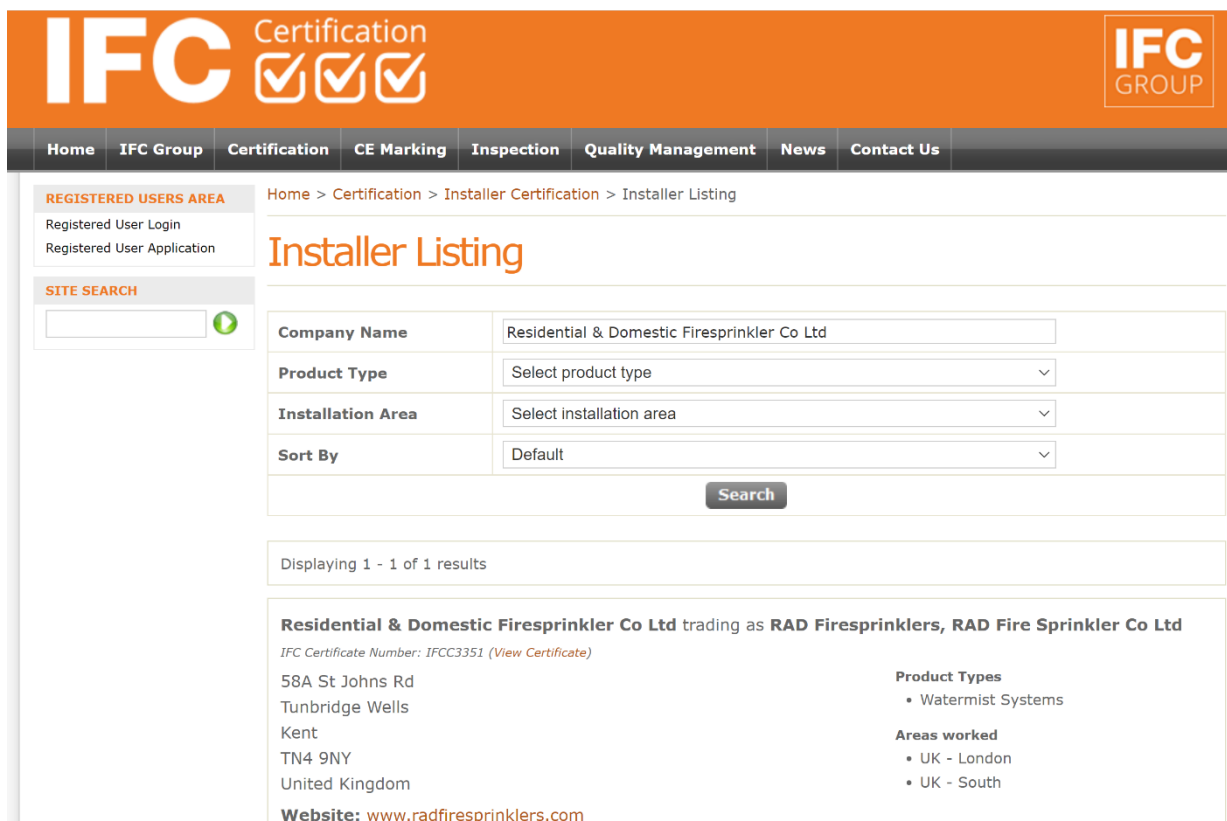 IFC Certification
IFC GROUP
Home IFC Group Certification CE Marking Inspection Quality Management News Contact Us
REGISTERED USERS AREA
Registered User Login
Registered User Application
SITE SEARCH
Home > Certification > Installer Certification > Installer Listing
Installer Listing
Company Name Residential & Domestic Firesprinkler Co Ltd
Product Type Select product type
Installation Area Select installation area
Sort By Default
Search
Displaying 1 - 1 of 1 results
Residential & Domestic Firesprinkler Co Ltd trading as RAD Firesprinklers, RAD Fire Sprinkler Co Ltd
IFC Certificate Number: IFCC3351 (View Certificate)
58A St Johns Rd
Tunbridge Wells
Kent
TN4 9NY
United Kingdom
Website: www.radfiresprinklers.com
Product Types
• Watermist Systems
Areas worked
• UK - London
• UK - South